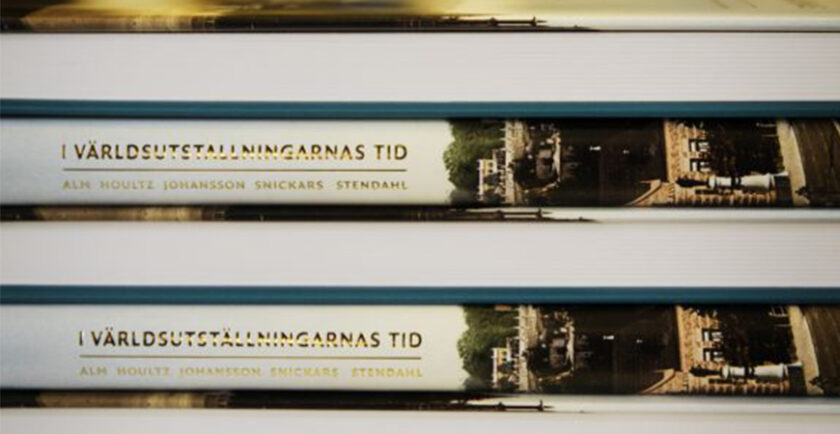 I VÄRLDSUTSTÄLLNINGARNAS TID
ALM HOULTZ JOHANSSON SNICKARS STENDAHL
I VÄRLDSUTSTÄLLNINGARNAS TID
ALM HOULTZ JOHANSSON SNICKARS STENDAHL